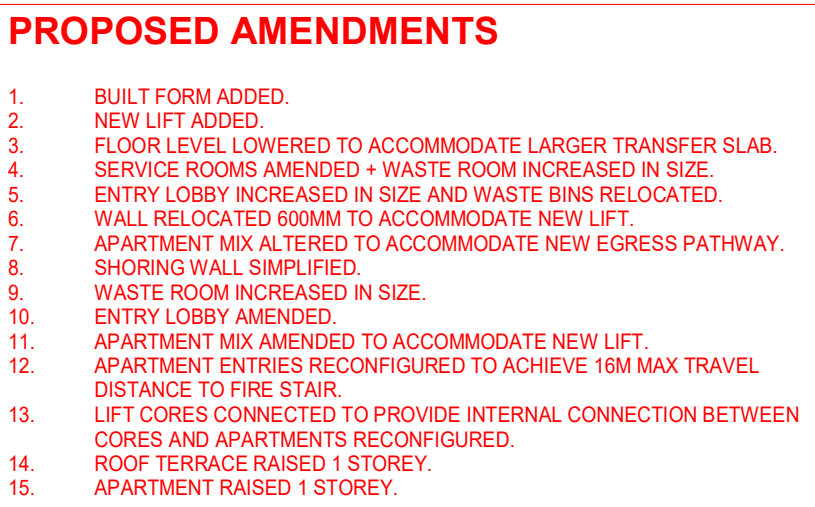 PROPOSED AMENDMENTS
1. BUILT FORM ADDED.
2. NEW LIFT ADDED.
3. FLOOR LEVEL LOWERED TO ACCOMMODATE LARGER TRANSFER SLAB.
4. SERVICE ROOMS AMENDED + WASTE ROOM INCREASED IN SIZE.
5. ENTRY LOBBY INCREASED IN SIZE AND WASTE BINS RELOCATED.
6. WALL RELOCATED 600MM TO ACCOMMODATE NEW LIFT.
7. APARTMENT MIX ALTERED TO ACCOMMODATE NEW EGRESS PATHWAY.
8. SHORING WALL SIMPLIFIED.
9. WASTE ROOM INCREASED IN SIZE.
10. ENTRY LOBBY AMENDED.
11. APARTMENT MIX AMENDED TO ACCOMMODATE NEW LIFT.
12. APARTMENT ENTRIES RECONFIGURED TO ACHIEVE 16M MAX TRAVEL
DISTANCE TO FIRE STAIR.
13. LIFT CORES CONNECTED TO PROVIDE INTERNAL CONNECTION BETWEEN
CORES AND APARTMENTS RECONFIGURED.
14. ROOF TERRACE RAISED 1 STOREY.
15. APARTMENT RAISED 1 STOREY.